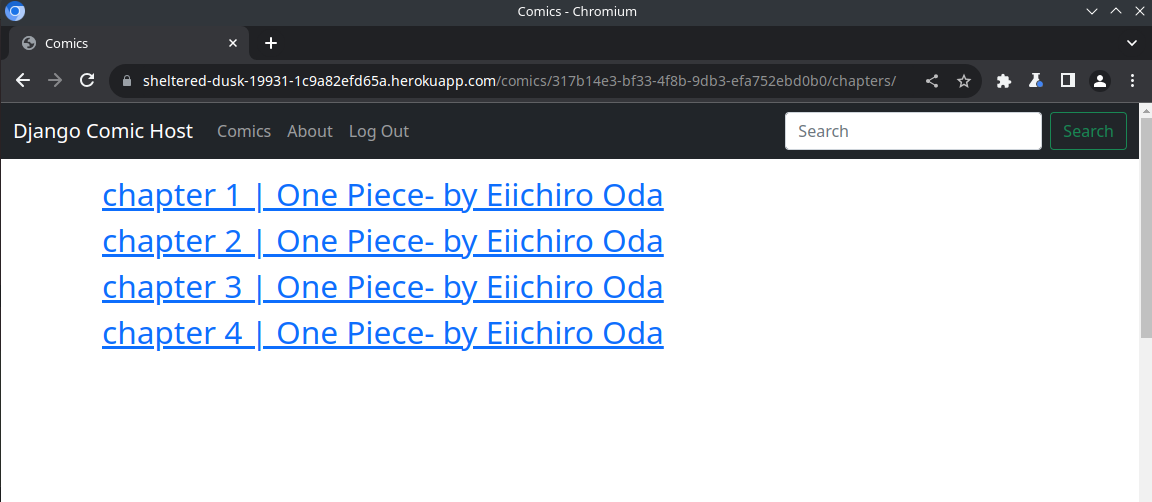 Comics - Chromium
Comics
sheltered-dusk-19931-1c9a82efd65a.herokuapp.com/comics/317b14e3-bf33-4f8b-9db3-efa752ebd0b0/chapters/
Django Comic Host Comics About Log Out Search Search
chapter 1 | One Piece- by Eiichiro Oda
chapter 2 | One Piece- by Eiichiro Oda
chapter 3 | One Piece- by Eiichiro Oda
chapter 4 | One Piece- by Eiichiro Oda